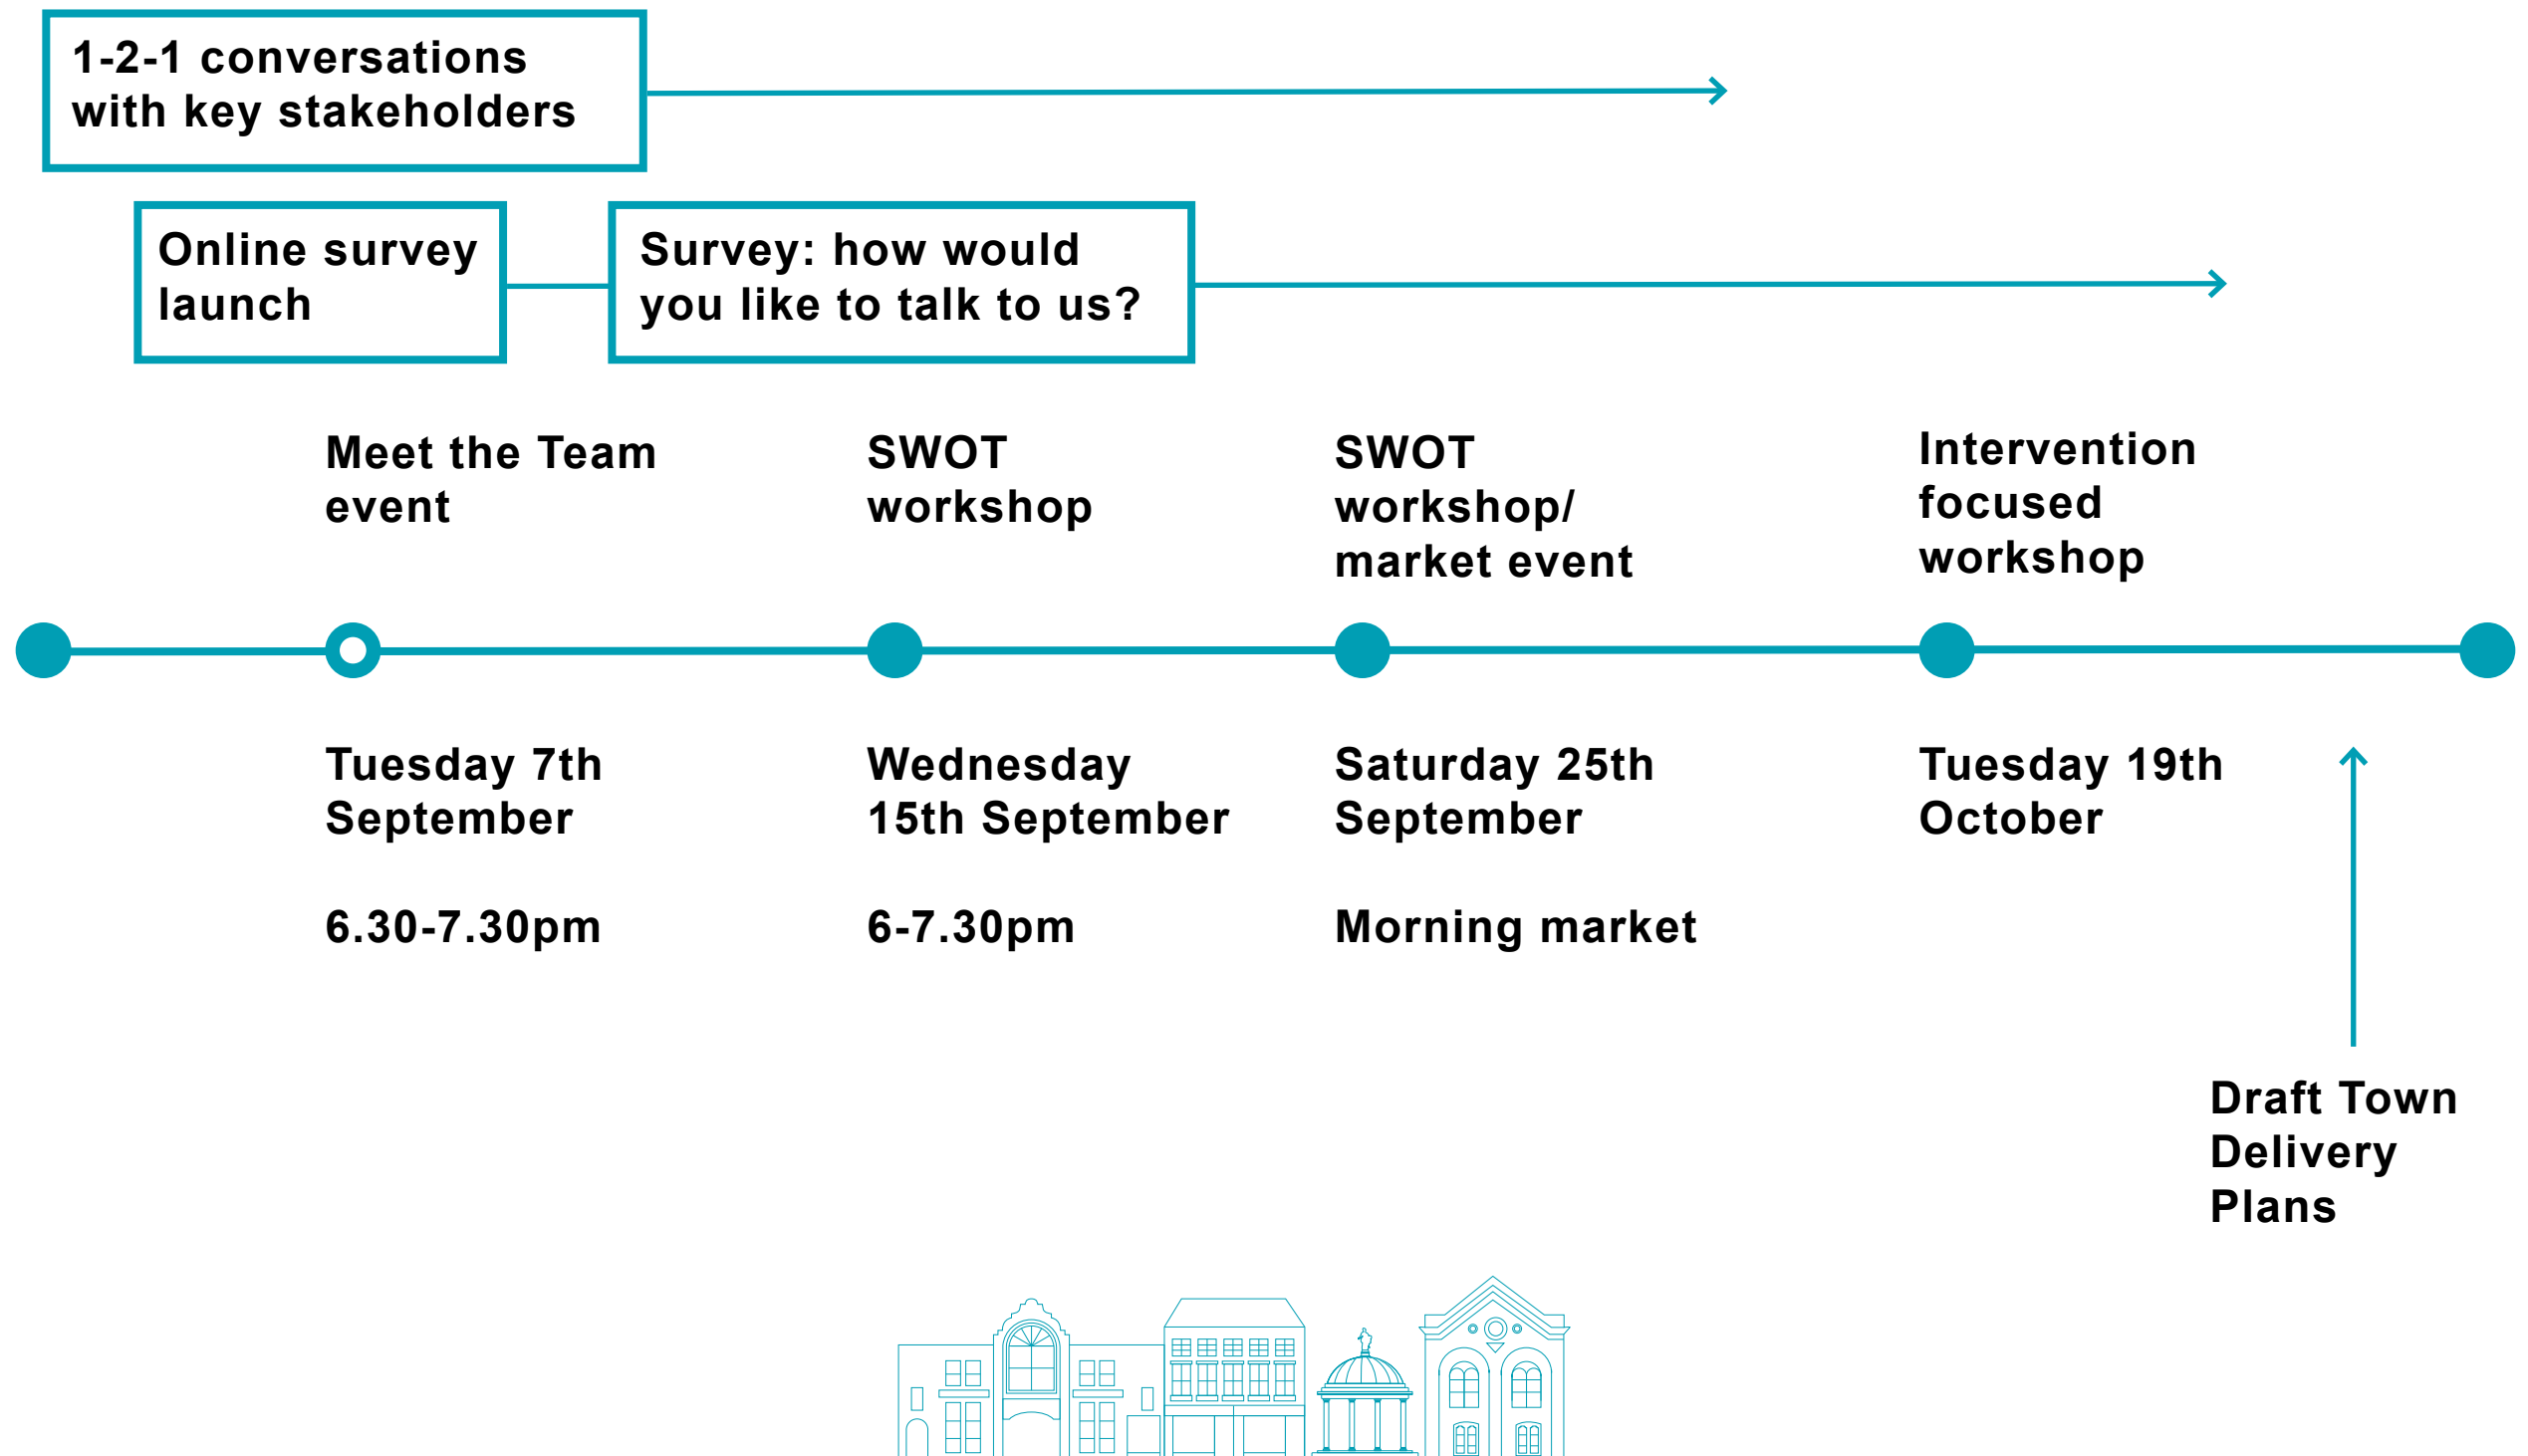 1-2-1 conversations
with key stakeholders
Online survey
launch
Survey: how would
you like to talk to us?
Meet the Team
event
SWOT
workshop
SWOT
workshop/
market event
Intervention
focused
workshop
Tuesday 7th
September
6.30-7.30pm
Wednesday
15th September
6-7.30pm
Saturday 25th
September
Morning market
Tuesday 19th
October
Draft Town
Delivery
Plans